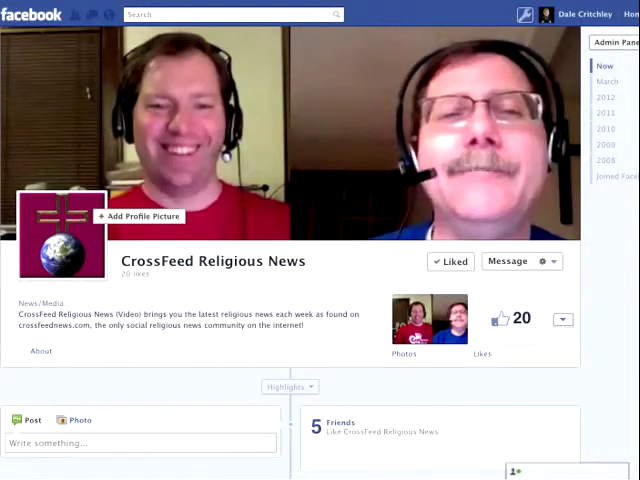 facebook
Search
Dale Critchley
Admin Pane
Now
March
2012
2011
2010
2009
2008
Joined Face
+ Add Profile Picture
CrossFeed Religious News
20 likes
Liked
Message
News/Media
CrossFeed Religious News (Video) brings you the latest religious news each week as found on
crossfeednews.com, the only social religious news community on the internet!
20
About
Photos
Likes
Highlights
Post
Photo
Write something...
5
Friends
Like CrossFeed Religious News